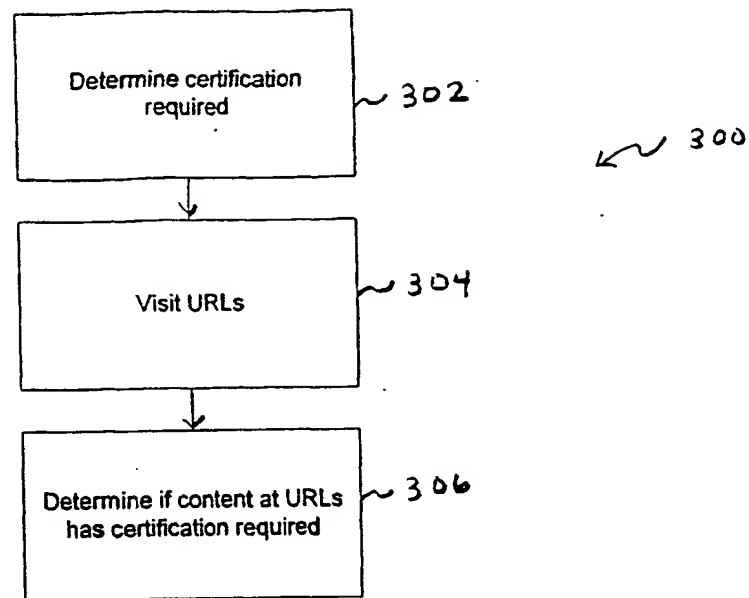 Determine certification
required
302
300
Visit URLs
304
Determine if content at URLs
has certification required
306